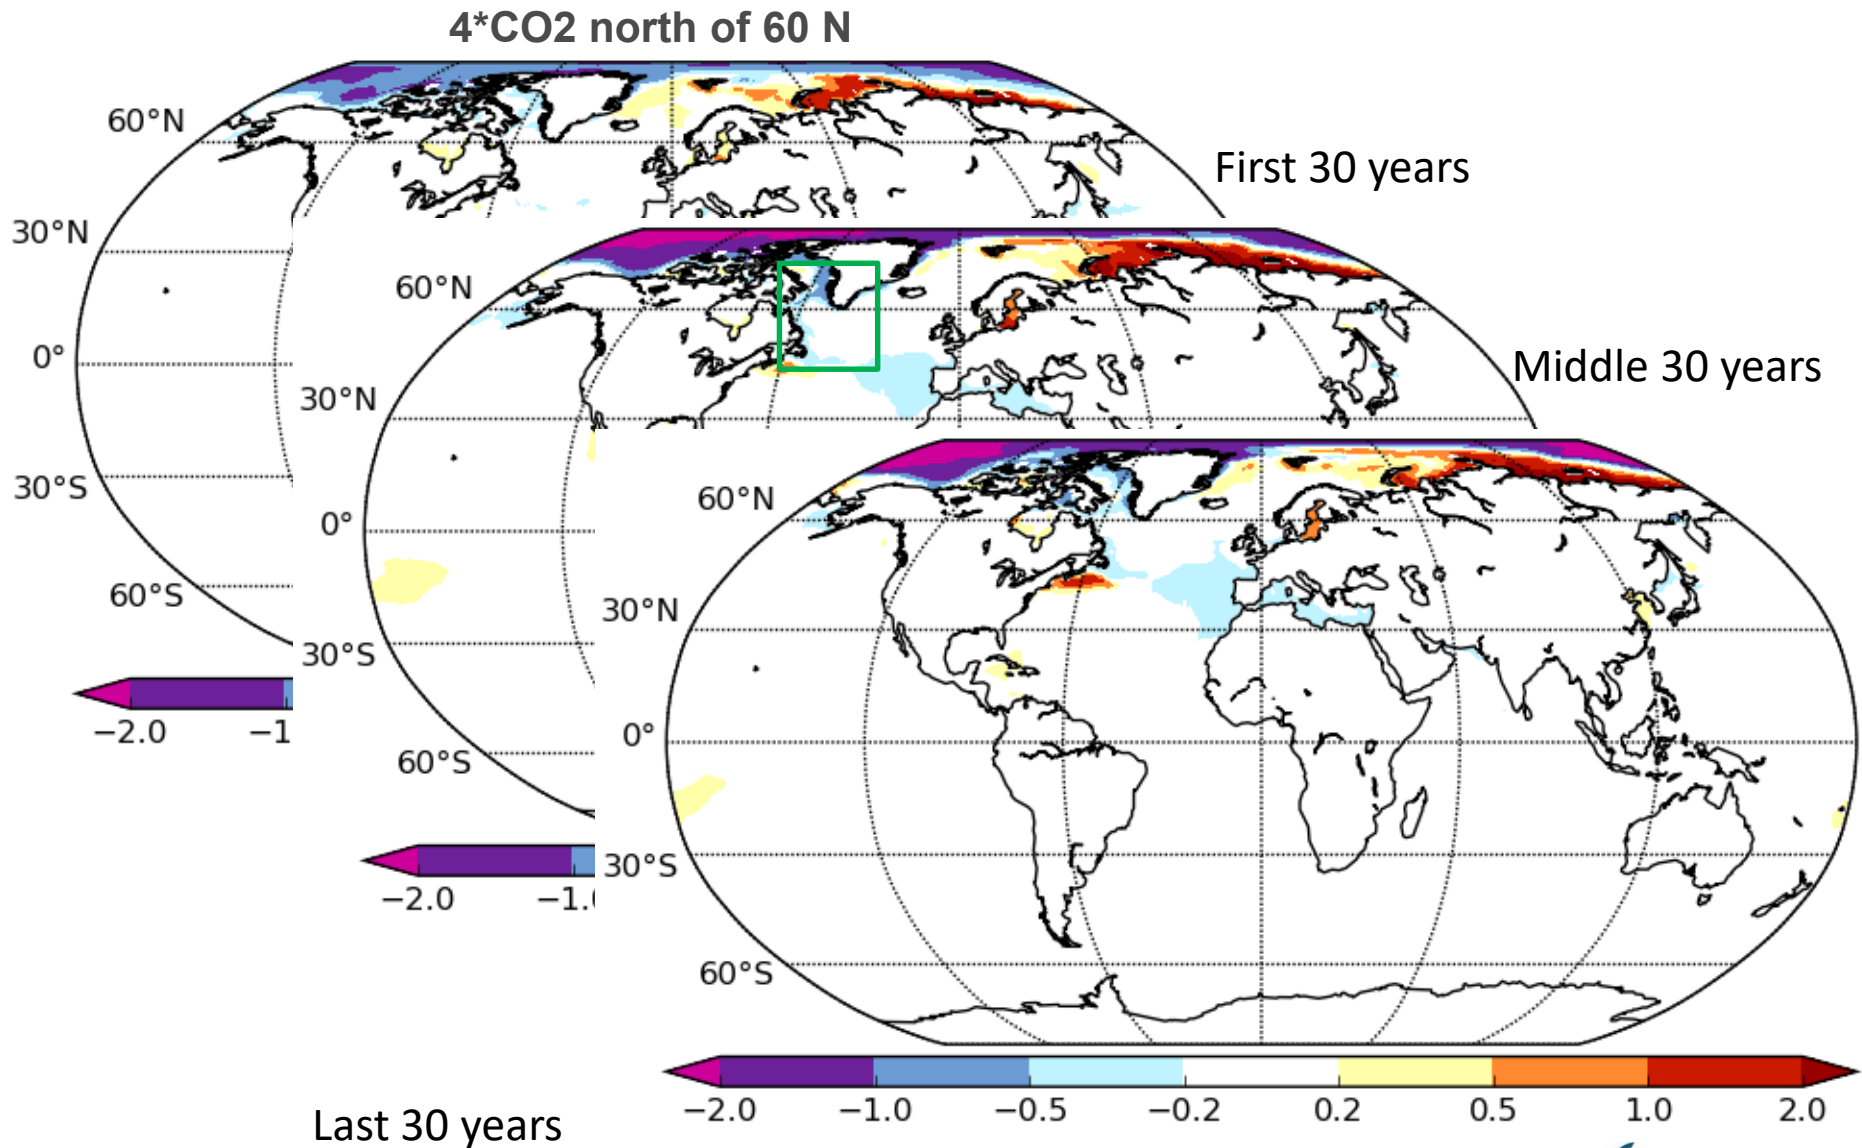 4*CO2 north of 60 N
60°N
First 30 years
30°N
0°
30°S
60°S
−2.0 −1
60°N
Middle 30 years
30°N
0°
30°S
60°S
−2.0 −1.
60°N
30°N
0°
30°S
60°S
−2.0 −1.0 −0.5 −0.2 0.2 0.5 1.0 2.0
Last 30 years